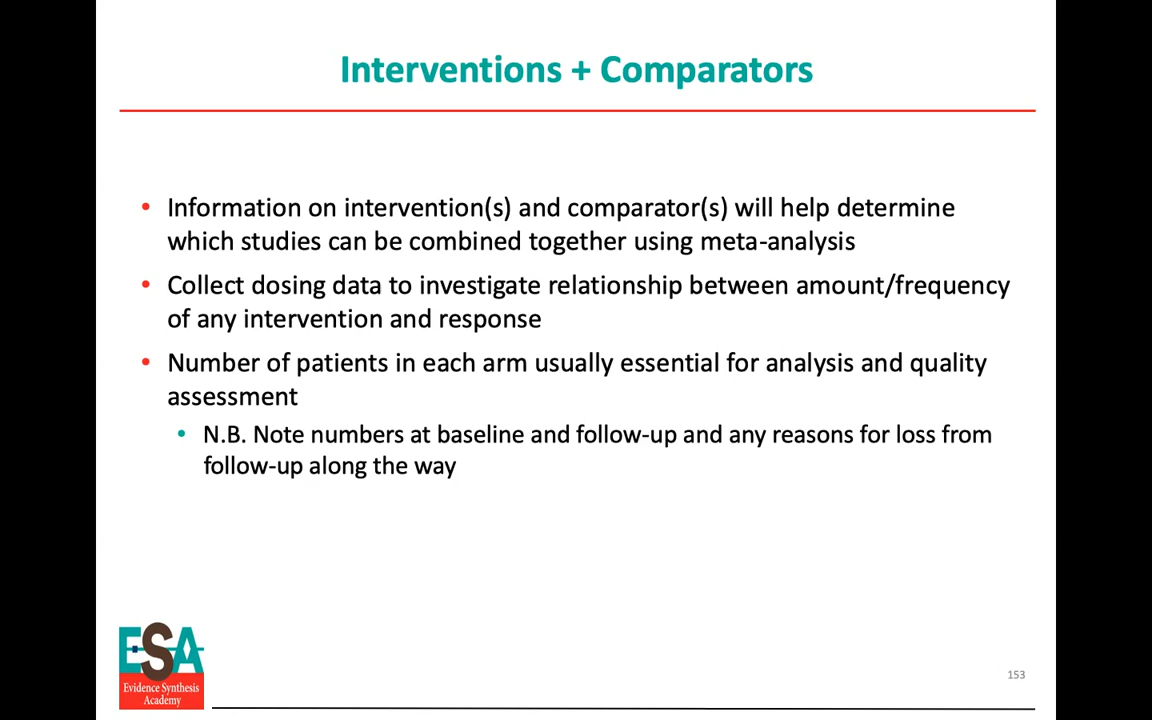 Interventions + Comparators
• Information on intervention(s) and comparator(s) will help determine
which studies can be combined together using meta-analysis
• Collect dosing data to investigate relationship between amount/frequency
of any intervention and response
• Number of patients in each arm usually essential for analysis and quality
assessment
• N.B. Note numbers at baseline and follow-up and any reasons for loss from
follow-up along the way
ESA
Evidence Synthesis
Academy
153